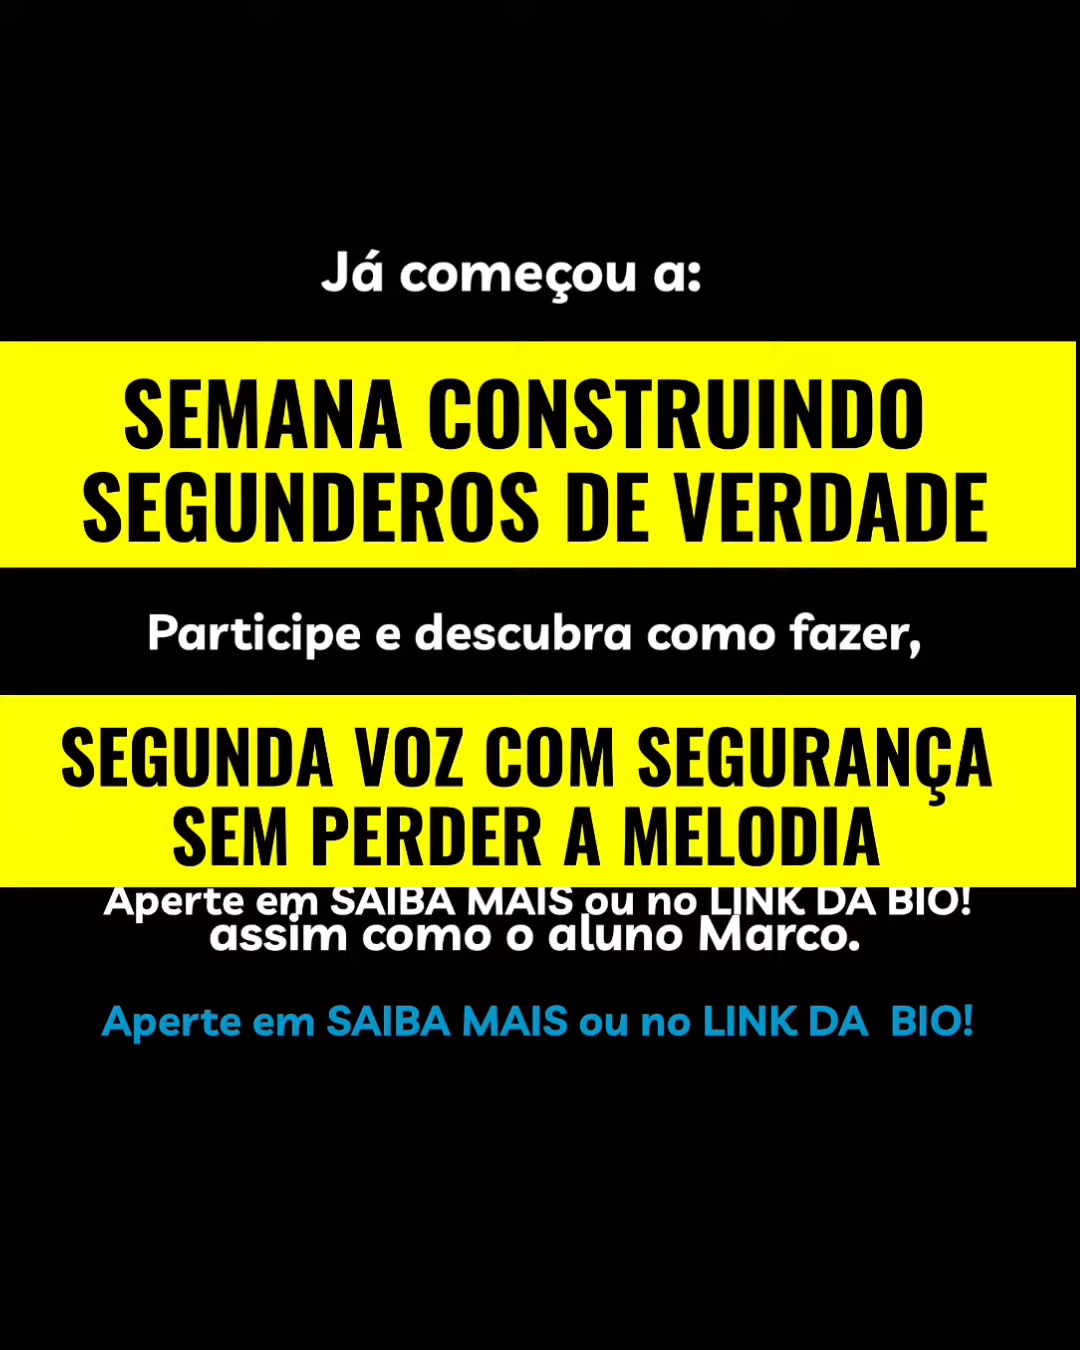 Já começou a:
SEMANA CONSTRUINDO
SEGUNDEROS DE VERDADE
Participe e descubra como fazer,
SEGUNDA VOZ COM SEGURANÇA
SEM PERDER A MELODIA
Aperte em SAIBA MAIS ou no LINK DA BIO!
assim como o aluno Marco.
Aperte em SAIBA MAIS ou no LINK DA BIO!